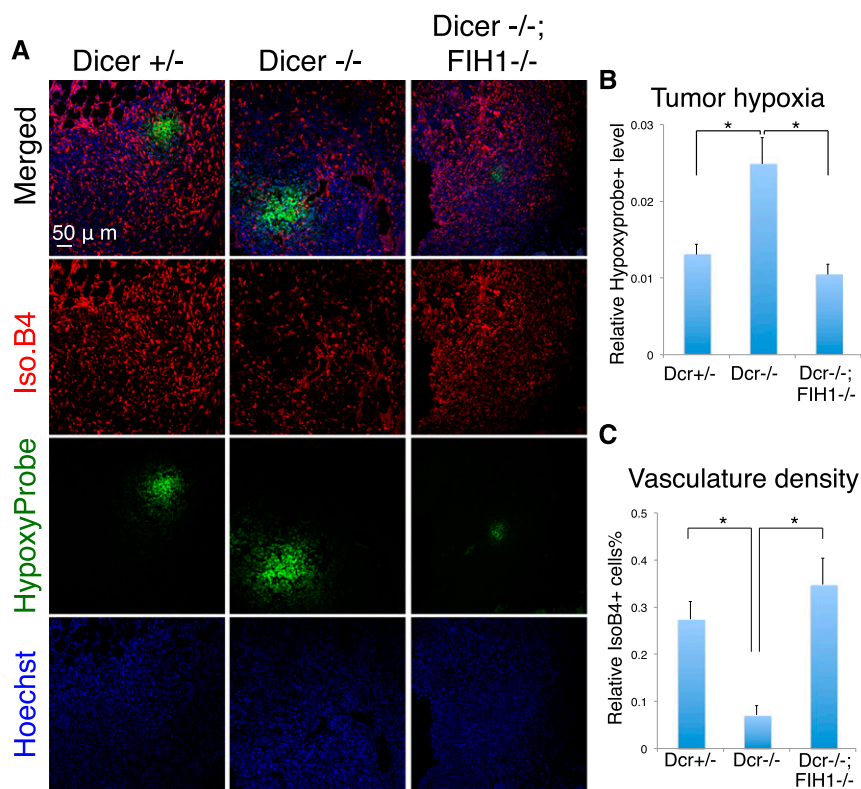 A
Dicer +/-
Dicer -/-
Dicer -/-;
FIH1-/-
Merged
50 µ m
Iso.B4
HypoxyProbe
Hoechst
B
Tumor hypoxia
Relative Hypoxyprobe+ level
0.03
0.02
0.01
0
*
*
Dcr+/-
Dcr-/-
Dcr-/-;
FIH1-/-
C
Vasculature density
Relative IsoB4+ cells%
0.5
0.4
0.3
0.2
0.1
0
*
*
Dcr+/-
Dcr-/-
Dcr-/-;
FIH1-/-